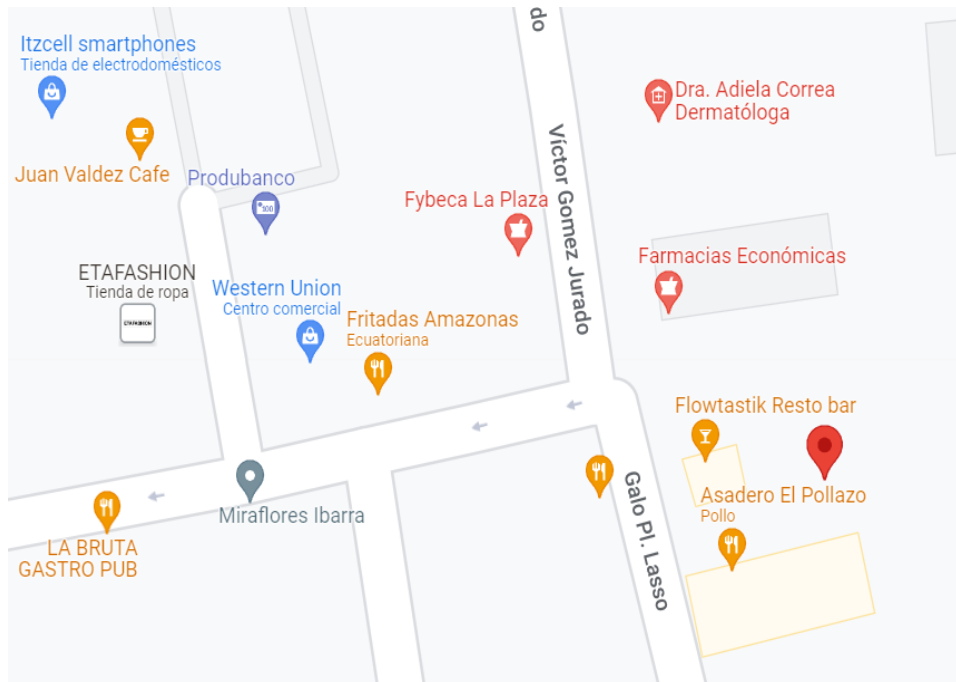 Itzcell smartphones
Tienda de electrodomésticos
Juan Valdez Cafe
Produbanco
$00
ETAFASHION
Tienda de ropa
ETAFASHION
Western Union
Centro comercial
Fritadas Amazonas
Ecuatoriana
Fybeca La Plaza
do
Víctor Gomez Jurado
Dra. Adiela Correa
Dermatóloga
Farmacias Económicas
Flowtastik Resto bar
Asadero El Pollazo
Pollo
Galo Pl. Lasso
Miraflores Ibarra
LA BRUTA
GASTRO PUB